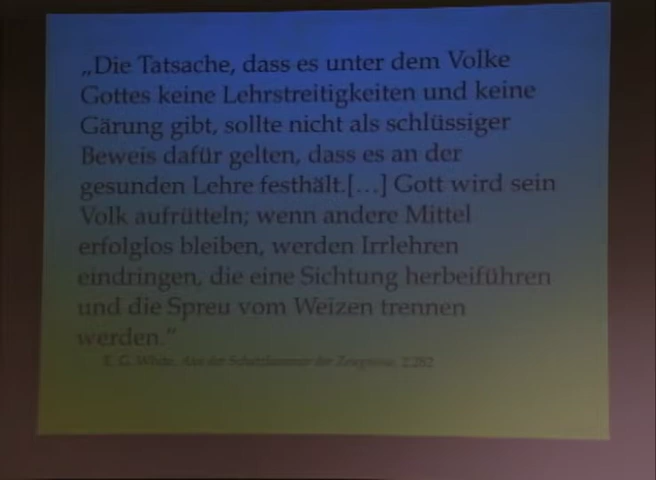 „Die Tatsache, dass es unter dem Volke
Gottes keine Lehrstreitigkeiten und keine
Gärung gibt, sollte nicht als schlüssiger
Beweis dafür gelten, dass es an der
gesunden Lehre festhält.[…] Gott wird sein
Volk aufrütteln; wenn andere Mittel
erfolglos bleiben, werden Irrlehren
eindringen, die eine Sichtung herbeiführen
und die Spreu vom Weizen trennen
werden.“
E. G. White, Aus der Schatzkammer der Zeugnisse, 2.282